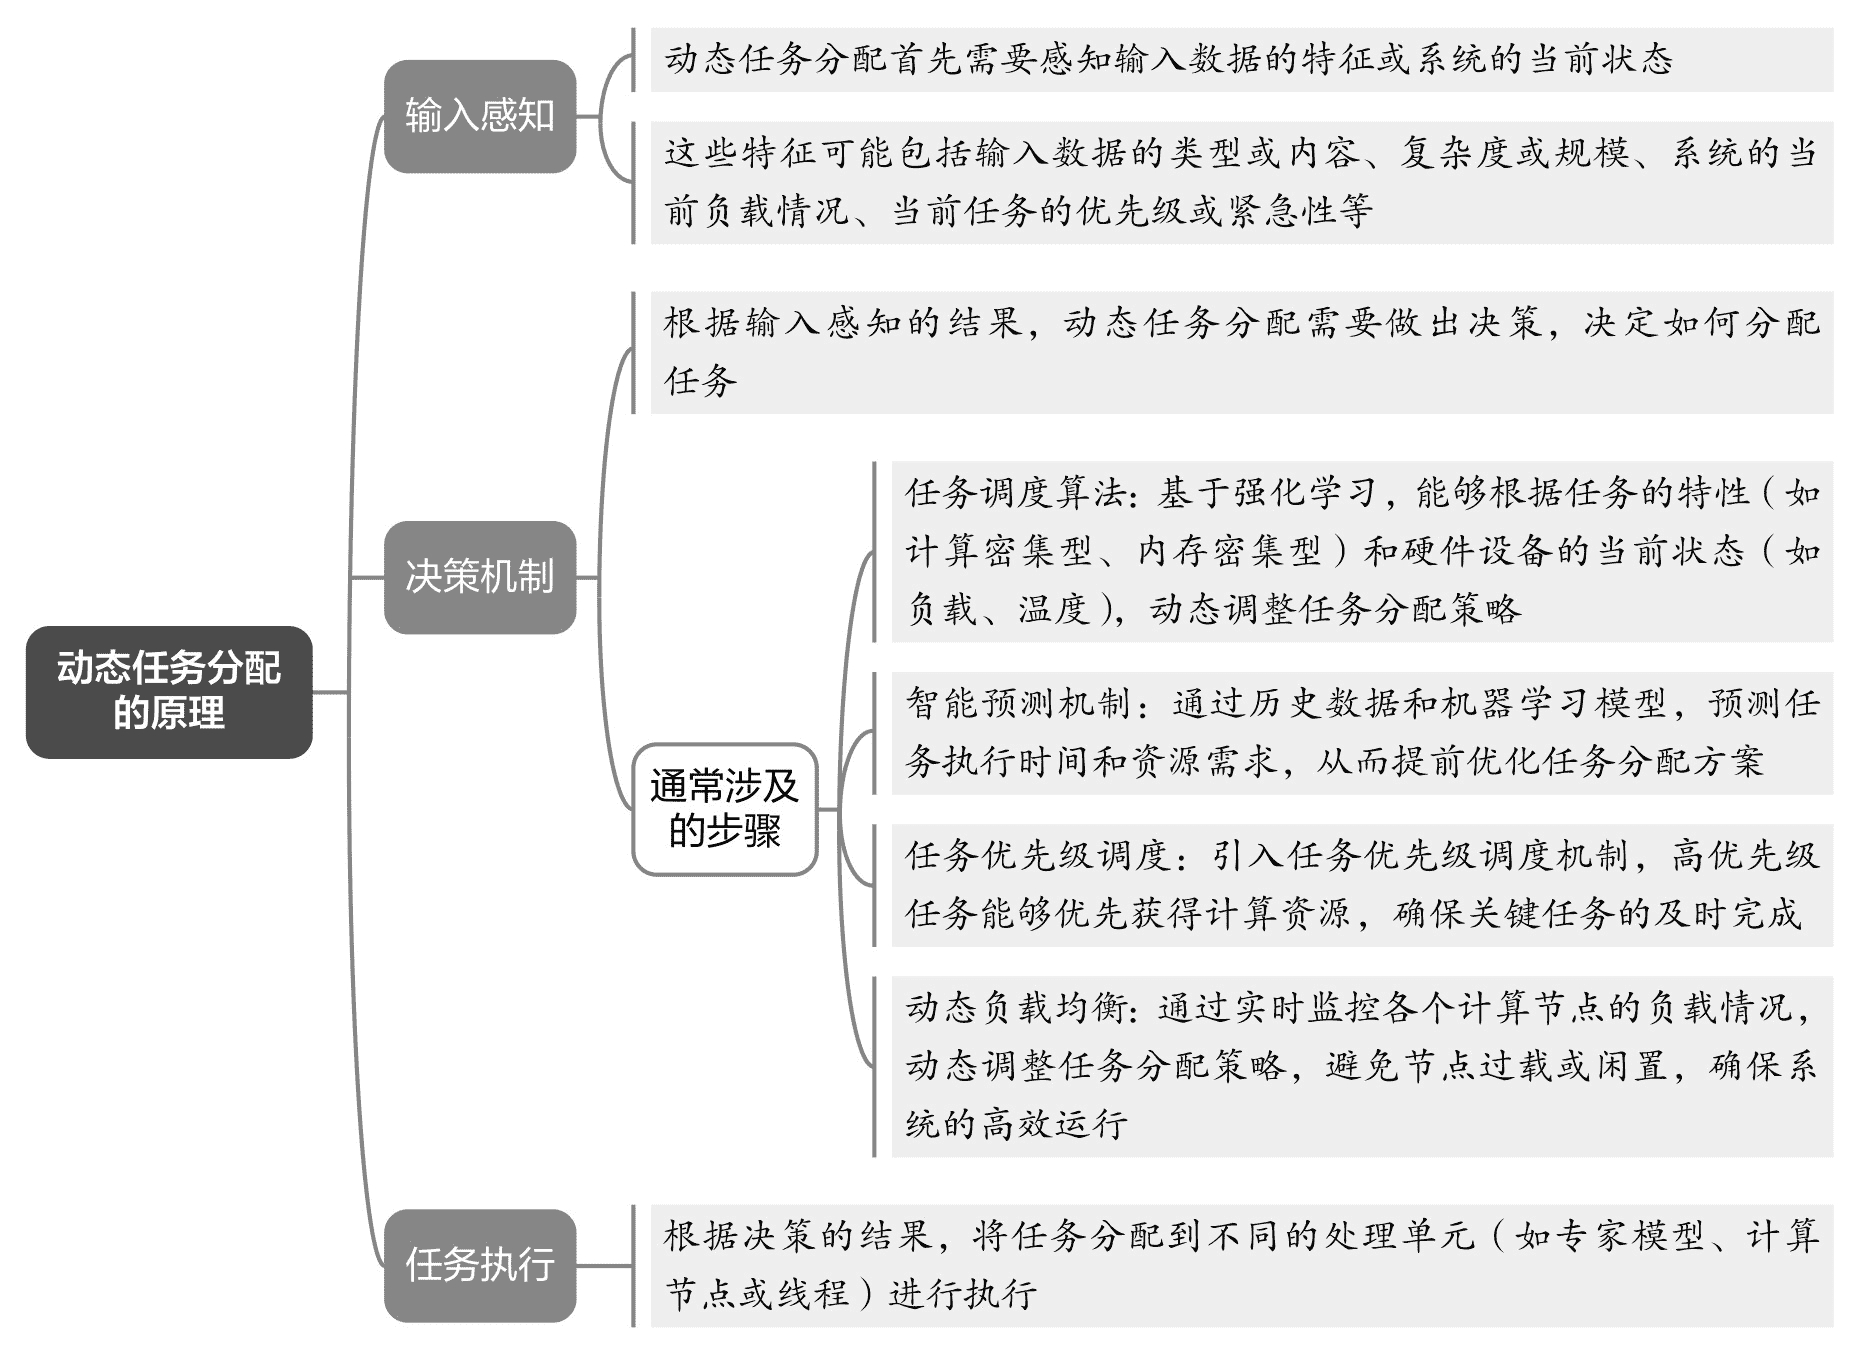 动态任务分配
的原理
输入感知
动态任务分配首先需要感知输入数据的特征或系统的当前状态
这些特征可能包括输入数据的类型或内容、复杂度或规模、系统的当
前负载情况、当前任务的优先级或紧急性等
决策机制
根据输入感知的结果，动态任务分配需要做出决策，决定如何分配
任务
通常涉及
的步骤
任务调度算法：基于强化学习，能够根据任务的特性（如
计算密集型、内存密集型）和硬件设备的当前状态（如
负载、温度），动态调整任务分配策略
智能预测机制：通过历史数据和机器学习模型，预测任
务执行时间和资源需求，从而提前优化任务分配方案
任务优先级调度：引入任务优先级调度机制，高优先级
任务能够优先获得计算资源，确保关键任务的及时完成
动态负载均衡：通过实时监控各个计算节点的负载情况，
动态调整任务分配策略，避免节点过载或闲置，确保系
统的高效运行
任务执行
根据决策的结果，将任务分配到不同的处理单元（如专家模型、计算
节点或线程）进行执行